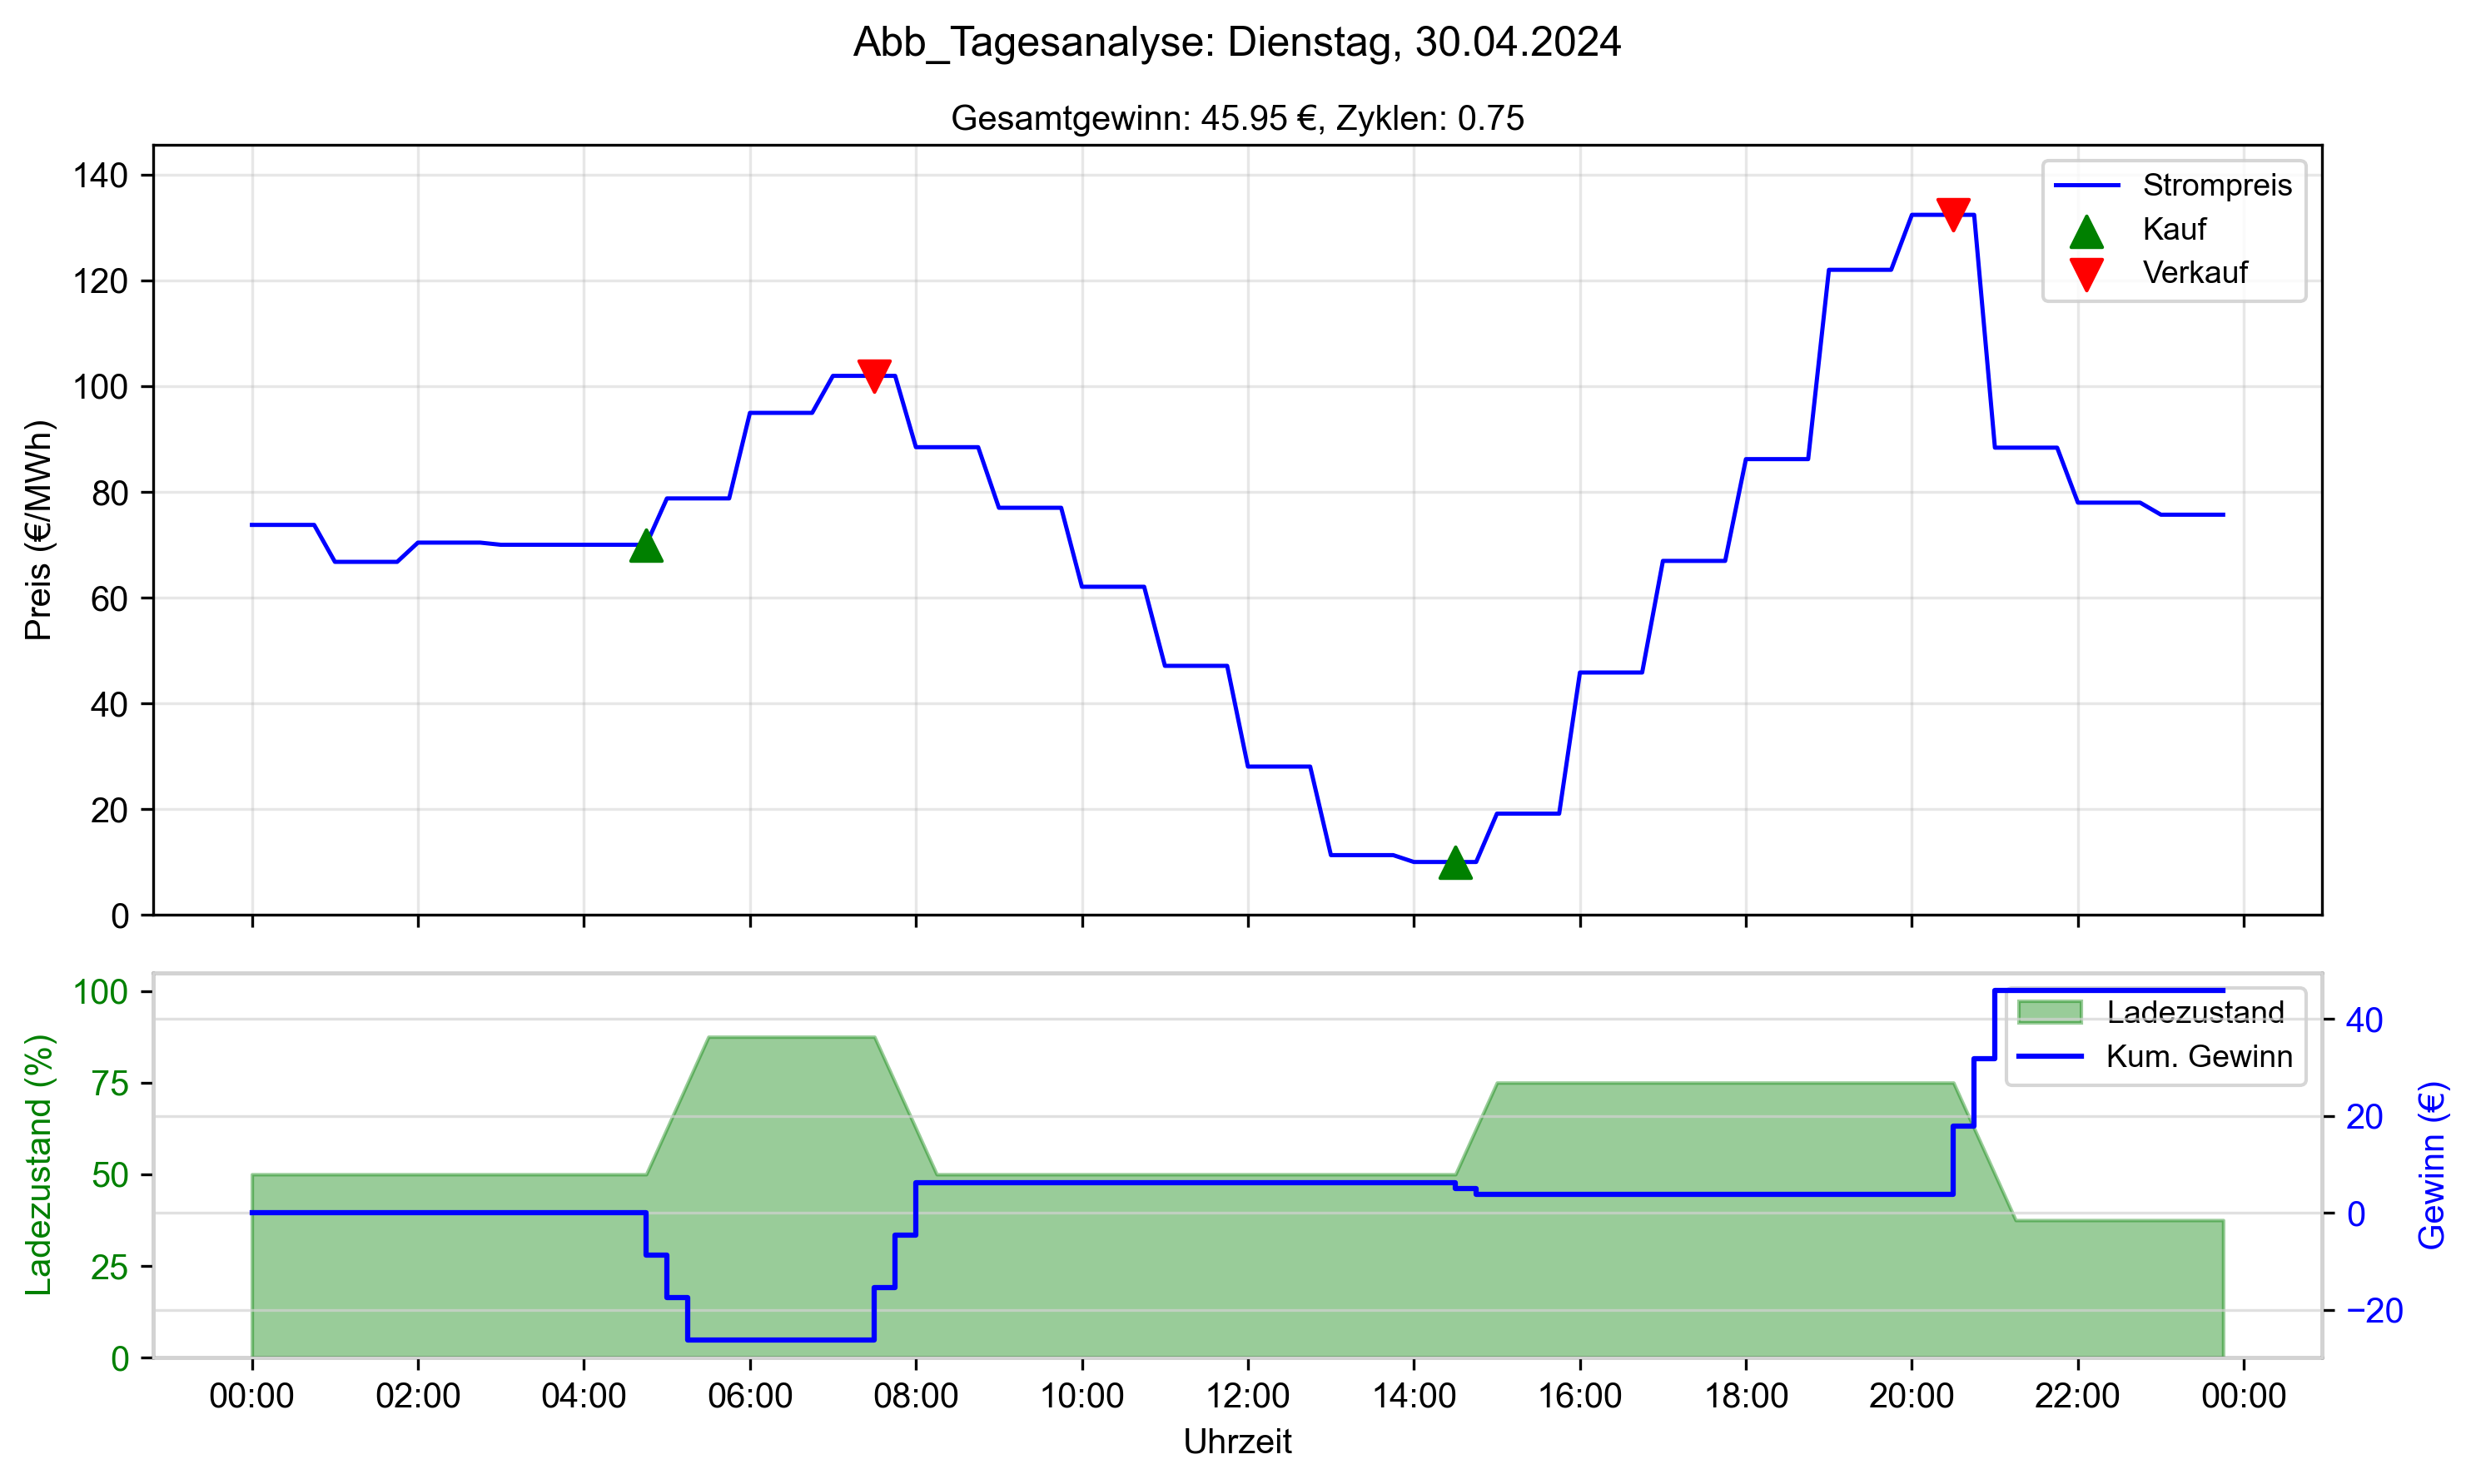 Abb_Tagesanalyse: Dienstag, 30.04.2024
Gesamtgewinn: 45.95 €, Zyklen: 0.75
Preis (€/MWh)
140
120
100
80
60
40
20
0
Strompreis
Kauf
Verkauf
Ladezustand (%)
100
75
50
25
0
Ladezustand
Kum. Gewinn
40
20
0
−20
Gewinn (€)
00:00 02:00 04:00 06:00 08:00 10:00 12:00 14:00 16:00 18:00 20:00 22:00 00:00
Uhrzeit